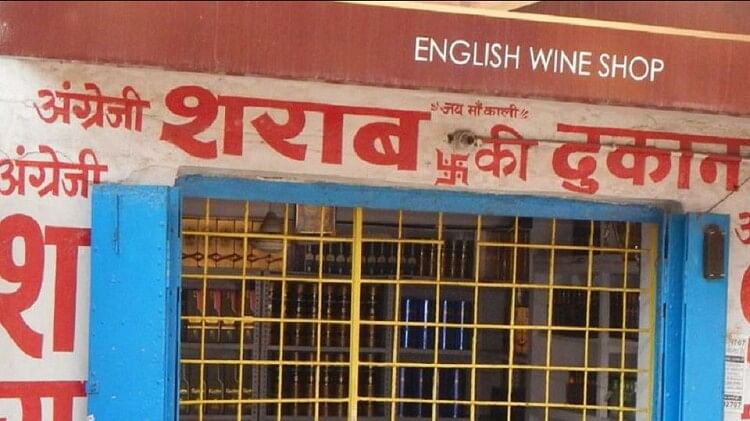 ENGLISH WINE SHOP
जय माँ काली
अंग्रेजी शराब की दुकान
अंग्रेजी
श